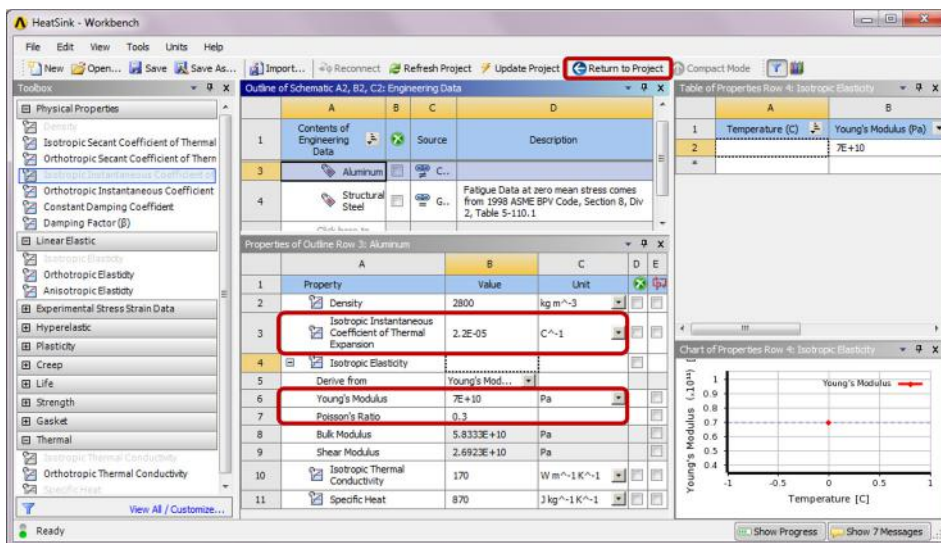 HeatSink - Workbench
File Edit View Tools Units Help
New Open... Save Save As... Import... Reconnect Refresh Project Update Project Return to Project Compact Mode
Toolbox
Physical Properties
Density
Isotropic Secant Coefficient of Thermal
Orthotropic Secant Coefficient of Therm
Isotropic Instantaneous Coefficient of
Orthotropic Instantaneous Coefficient
Constant Damping Coefficient
Damping Factor (β)
Linear Elastic
Isotropic Elasticity
Orthotropic Elasticity
Anisotropic Elasticity
Experimental Stress Strain Data
Hyperelastic
Plasticity
Creep
Life
Strength
Gasket
Thermal
Isotropic Thermal Conductivity
Orthotropic Thermal Conductivity
Specific Heat
View All / Customize...
Outline of Schematic A2, B2, C2: Engineering Data
A B C D
1 Contents of Engineering Data Source Description
3 Aluminum C..
4 Structural Steel G.. Fatigue Data at zero mean stress comes
from 1998 ASME BPV Code, Section 8, Div
2, Table 5-110.1
Click here to
Properties of Outline Row 3: Aluminum
A B C D E
1 Property Value Unit
2 Density 2800 kg m^-3
3 Isotropic Instantaneous Coefficient of Thermal Expansion 2.2E-05 C^-1
4 Isotropic Elasticity
5 Derive from Young's Mod...
6 Young's Modulus 7E+10 Pa
7 Poisson's Ratio 0.3
8 Bulk Modulus 5.8333E+10 Pa
9 Shear Modulus 2.6923E+10 Pa
10 Isotropic Thermal Conductivity 170 W m^-1 K^-1
11 Specific Heat 870 J kg^-1 K^-1
Table of Properties Row 4: Isotropic Elasticity
A B
1 Temperature (C) Young's Modulus (Pa)
2 7E+10
*
Chart of Properties Row 4: Isotropic Elasticity
Young's Modulus (.10¹¹) [
Young's Modulus
1
0.9
0.8
0.7
0.6
0.5
0.4
-1 -0.5 0 0.5 1
Temperature [C]
Ready
Show Progress Show 7 Messages